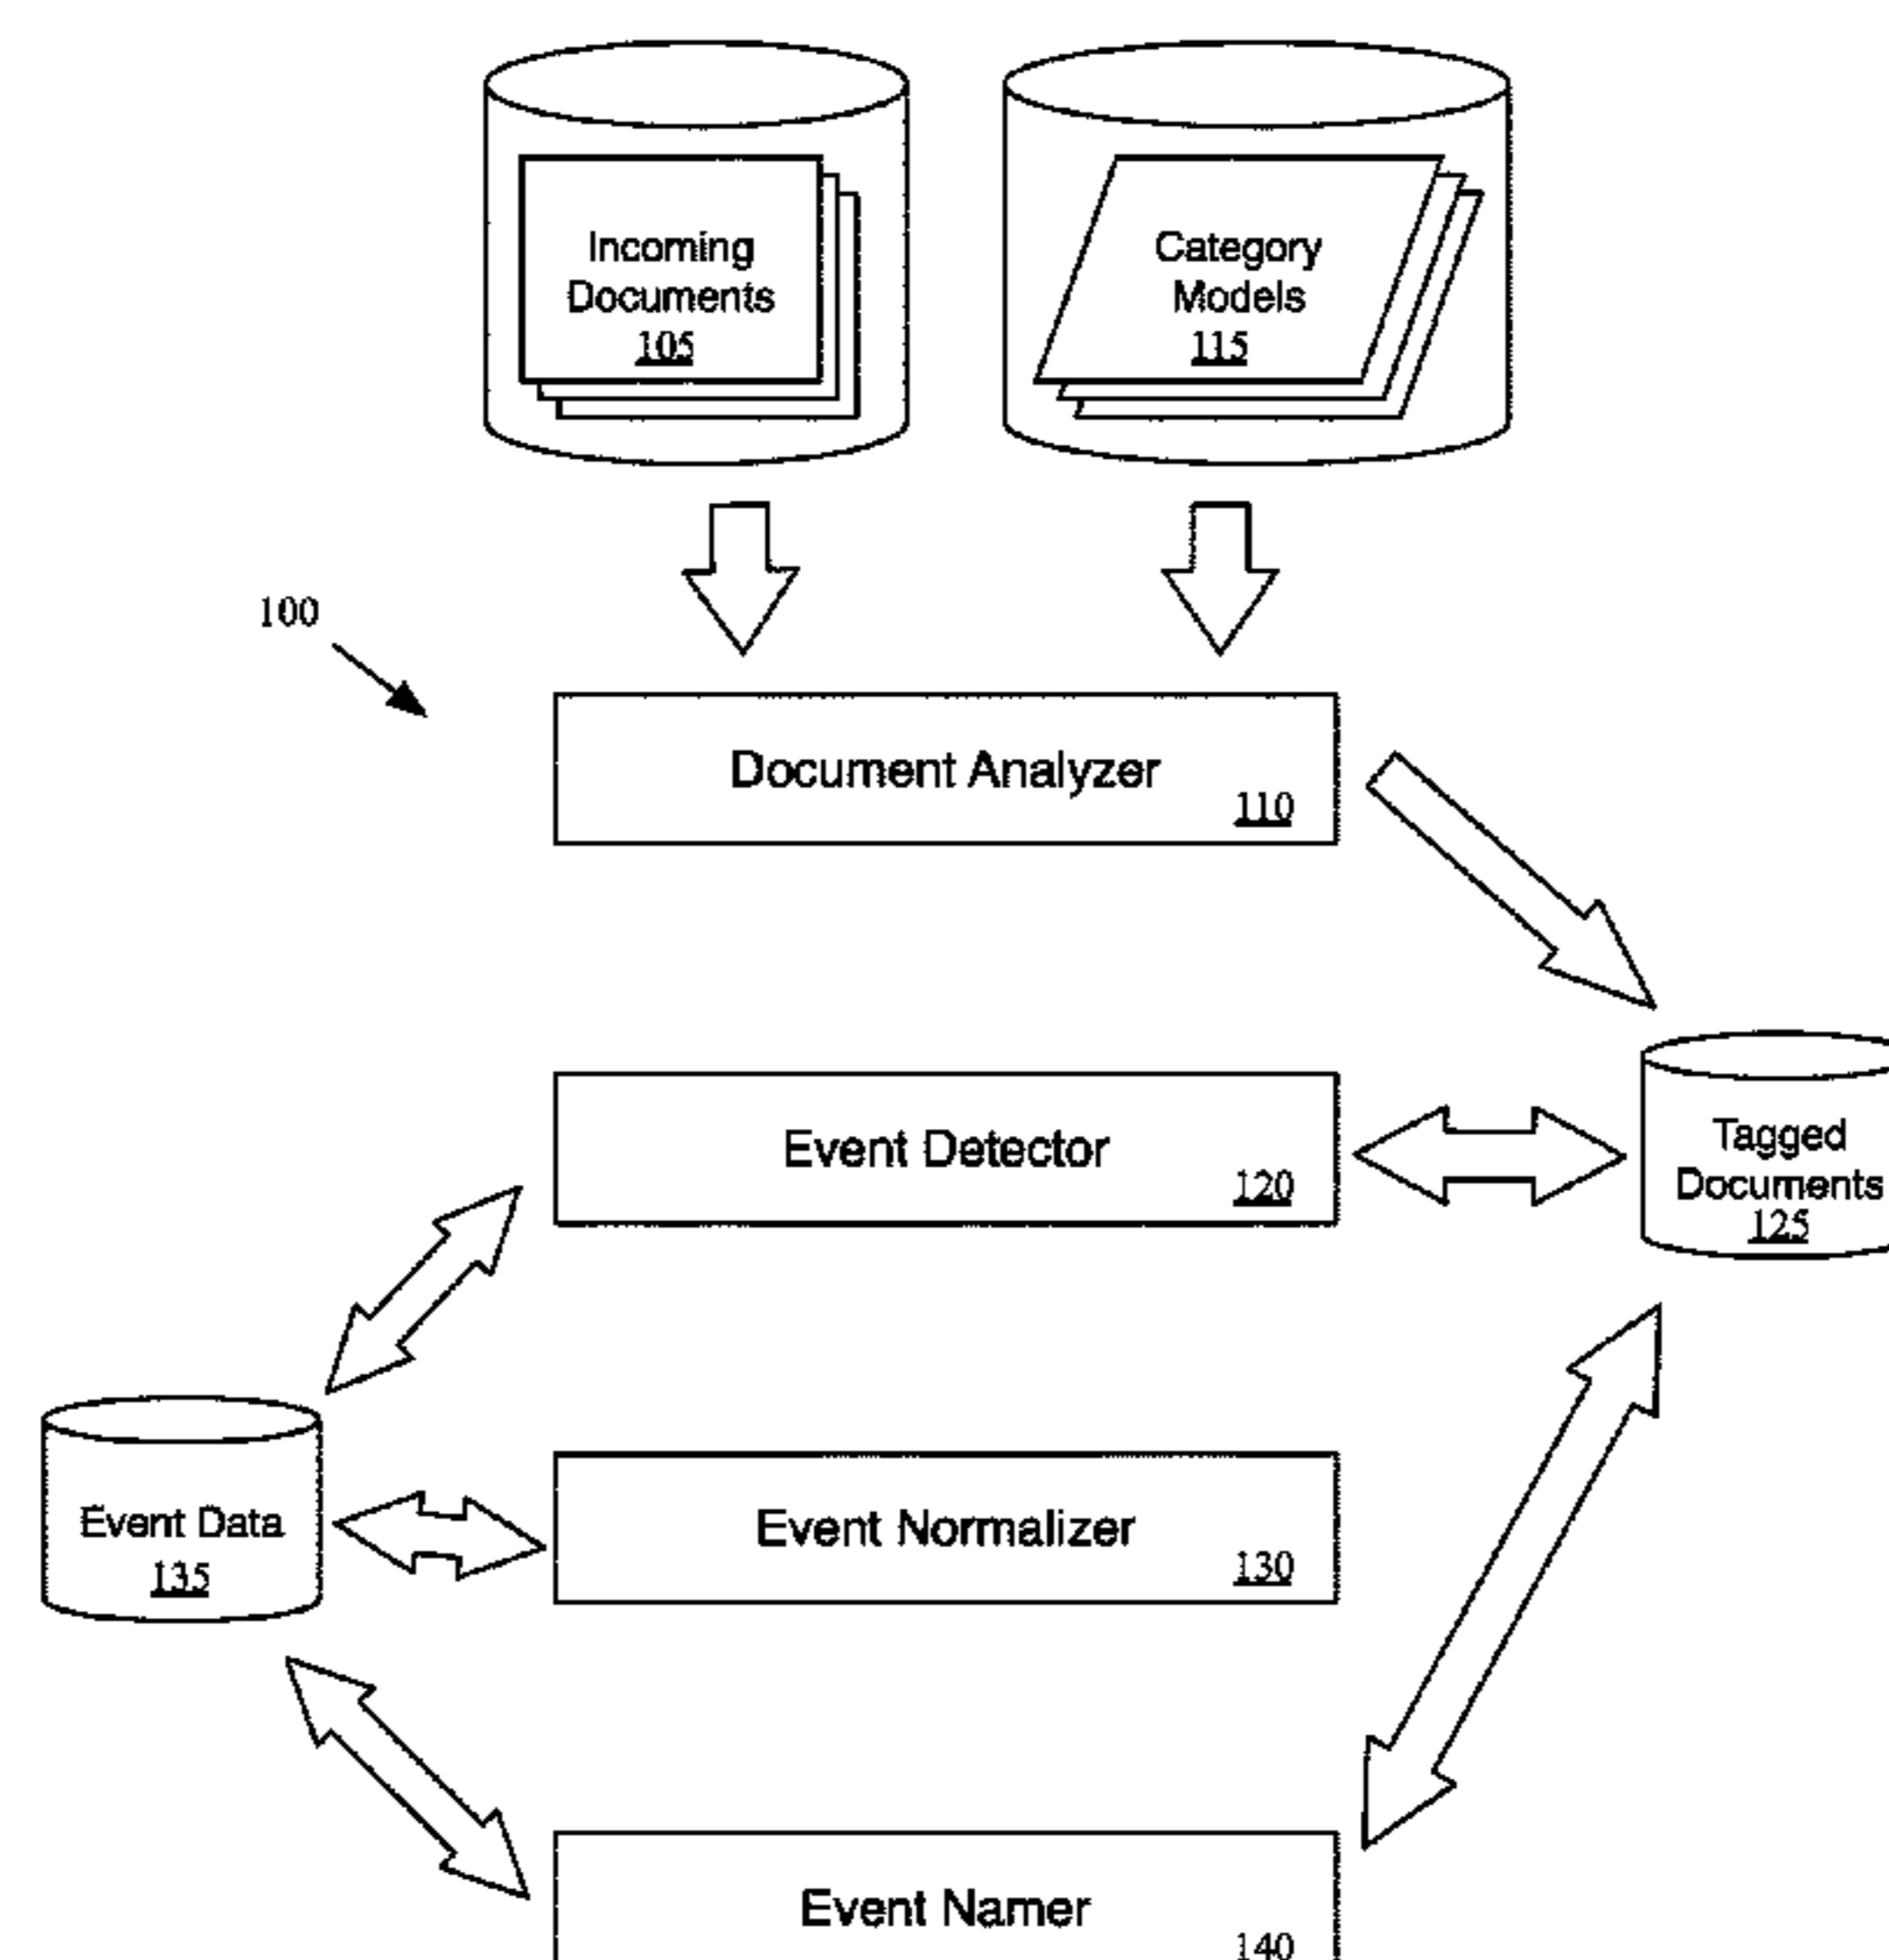 Incoming
Documents
105
Category
Models
115
100
Document Analyzer
110
Event Detector
120
Tagged
Documents
125
Event Data
135
Event Normalizer
130
Event Namer
140